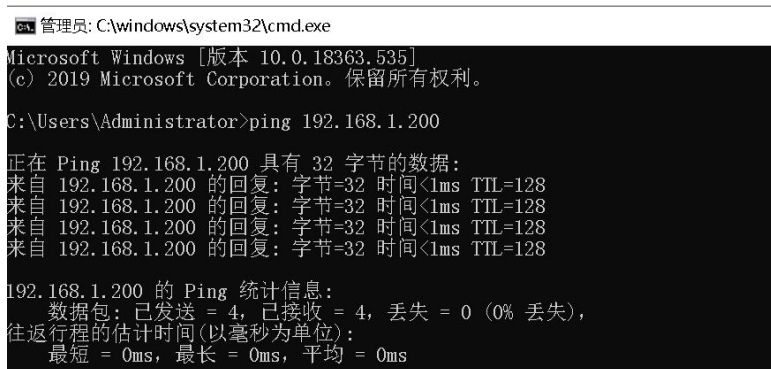 管理员: C:\windows\system32\cmd.exe
Microsoft Windows [版本 10.0.18363.535]
(c) 2019 Microsoft Corporation。保留所有权利。
C:\Users\Administrator>ping 192.168.1.200
正在 Ping 192.168.1.200 具有 32 字节的数据:
来自 192.168.1.200 的回复: 字节=32 时间<1ms TTL=128
来自 192.168.1.200 的回复: 字节=32 时间<1ms TTL=128
来自 192.168.1.200 的回复: 字节=32 时间<1ms TTL=128
来自 192.168.1.200 的回复: 字节=32 时间<1ms TTL=128
192.168.1.200 的 Ping 统计信息:
数据包: 已发送 = 4，已接收 = 4，丢失 = 0 (0% 丢失)，
往返行程的估计时间(以毫秒为单位):
最短 = 0ms，最长 = 0ms，平均 = 0ms